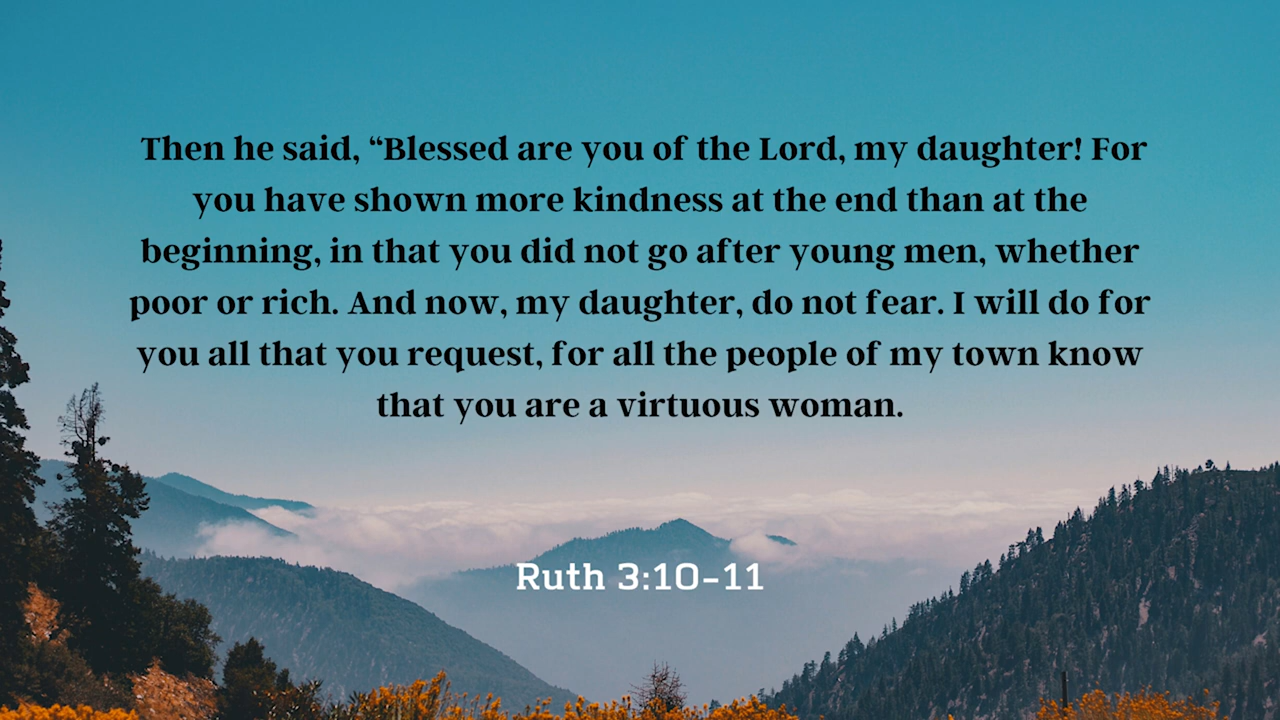 Then he said, “Blessed are you of the Lord, my daughter! For
you have shown more kindness at the end than at the
beginning, in that you did not go after young men, whether
poor or rich. And now, my daughter, do not fear. I will do for
you all that you request, for all the people of my town know
that you are a virtuous woman.
Ruth 3:10-11